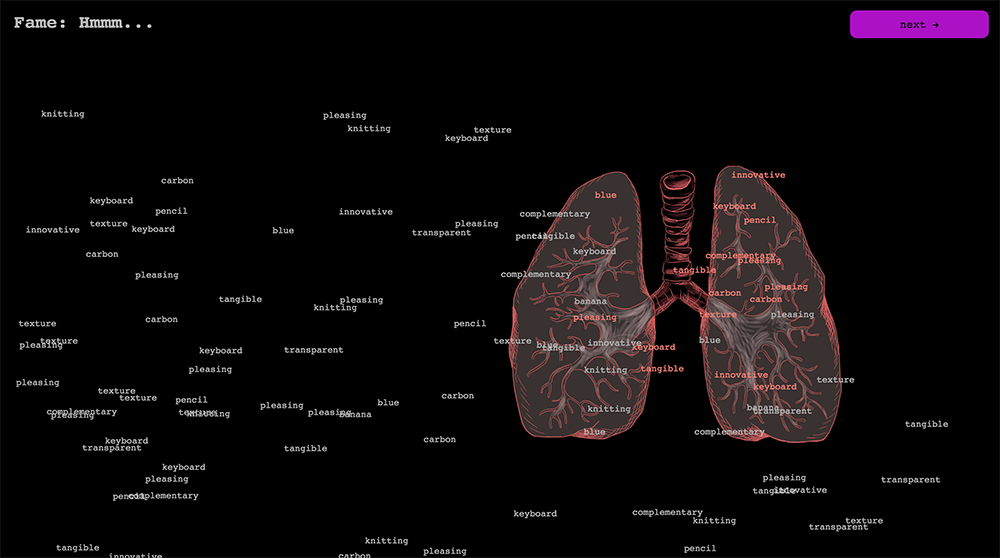 Fame: Hmmm...
next →
knitting
pleasing
knitting
texture
keyboard
innovative
carbon
blue
keyboard
keyboard
pencil
innovative
complementary
pencil
texture
pleasing
innovative
keyboard
blue
transparent
pencil
tangible
keyboard
carbon
complementary
pleasing
tangible
pleasing
complementary
pleasing
carbon
tangible
pleasing
banana
carbon
knitting
texture
pleasing
carbon
pleasing
texture
pencil
texture
pleasing
texture
blue
innovative
blue
keyboard
tangible
keyboard
transparent
pleasing
knitting
tangible
innovative
pleasing
texture
keyboard
texture
texture
carbon
pencil
blue
pleasing
knitting
banana
transparent
complementary
pleasing
texture
knitting
pleasing
banana
tangible
blue
complementary
keyboard
carbon
transparent
tangible
keyboard
pleasing
pleasing
transparent
pencil
complementary
tangible
innovative
keyboard
complementary
knitting
texture
transparent
knitting
tangible
pleasing
pencil
innovative
carbon